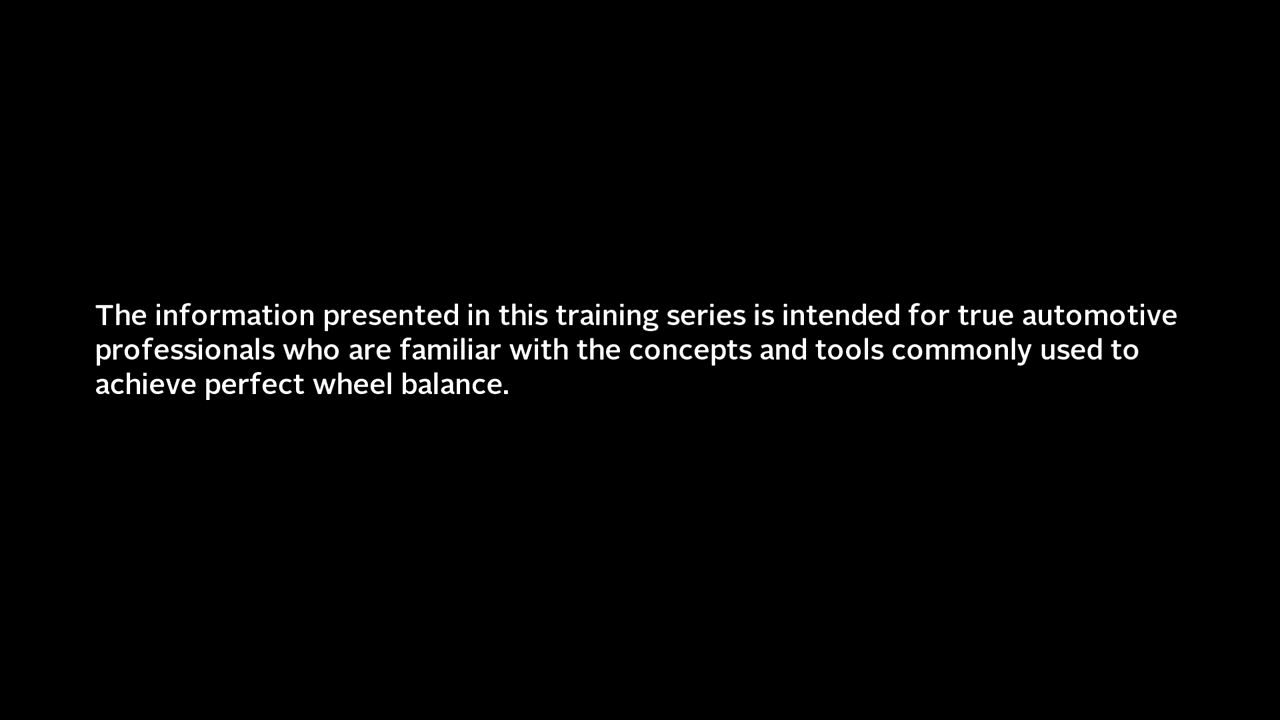 The information presented in this training series is intended for true automotive
professionals who are familiar with the concepts and tools commonly used to
achieve perfect wheel balance.